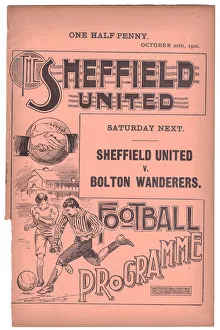 ONE HALF-PENNY.
OCTOBER 20th, 1900.
THE
SHEFFIELD
UNITED
SATURDAY NEXT.
SHEFFIELD UNITED
V.
BOLTON WANDERERS.
FOOTBALL
PROGRAMME